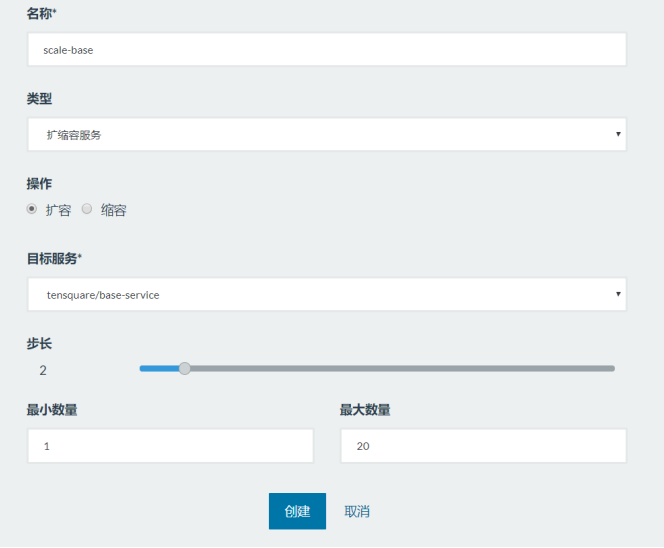 名称*
scale-base
类型
扩缩容服务
操作
扩容 缩容
目标服务*
tensquare/base-service
步长
2
最小数量 最大数量
1 20
创建 取消